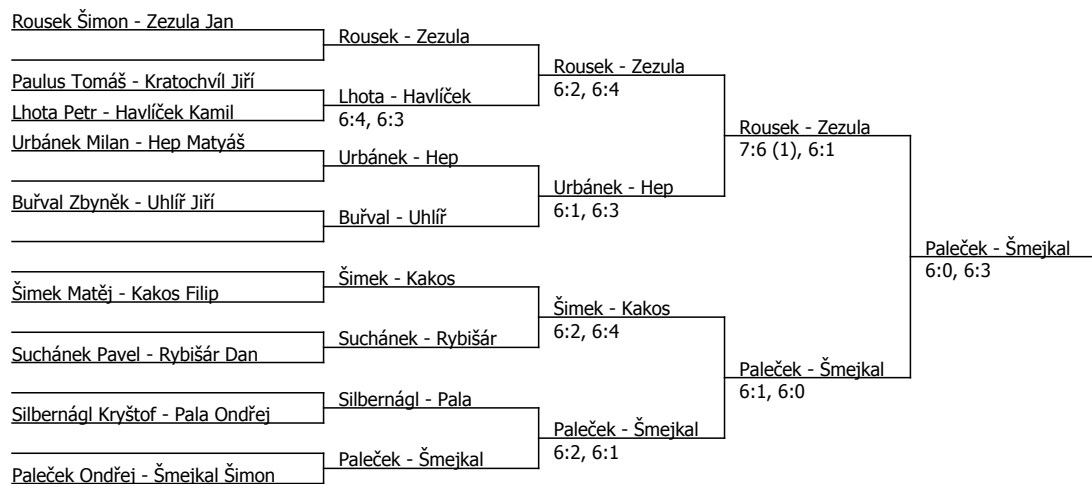 Rousek Šimon - Zezula Jan
Paulus Tomáš - Kratochvíl Jiří
Lhota Petr - Havlíček Kamil
Urbánek Milan - Hep Matyáš
Buřval Zbyněk - Uhlíř Jiří
Šimek Matěj - Kakos Filip
Suchánek Pavel - Rybišár Dan
Silbernágl Kryštof - Pala Ondřej
Paleček Ondřej - Šmejkal Šimon
Rousek - Zezula
Lhota - Havlíček
6:4, 6:3
Urbánek - Hep
Buřval - Uhlíř
Šimek - Kakos
Suchánek - Rybišár
Silbernágl - Pala
Paleček - Šmejkal
Rousek - Zezula
6:2, 6:4
Urbánek - Hep
6:1, 6:3
Šimek - Kakos
6:2, 6:4
Paleček - Šmejkal
6:2, 6:1
Rousek - Zezula
7:6 (1), 6:1
Paleček - Šmejkal
6:1, 6:0
Paleček - Šmejkal
6:0, 6:3